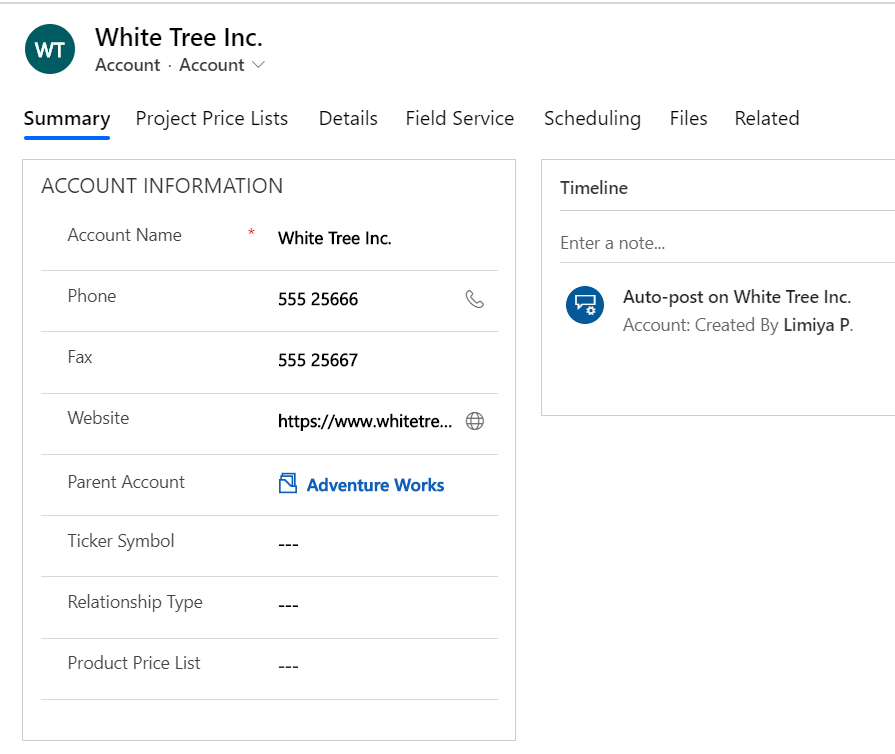 WT
White Tree Inc.
Account · Account
Summary Project Price Lists Details Field Service Scheduling Files Related
ACCOUNT INFORMATION
Account Name * White Tree Inc.
Phone 555 25666
Fax 555 25667
Website https://www.whitetre...
Parent Account Adventure Works
Ticker Symbol ---
Relationship Type ---
Product Price List ---
Timeline
Enter a note...
Auto-post on White Tree Inc.
Account: Created By Limiya P.